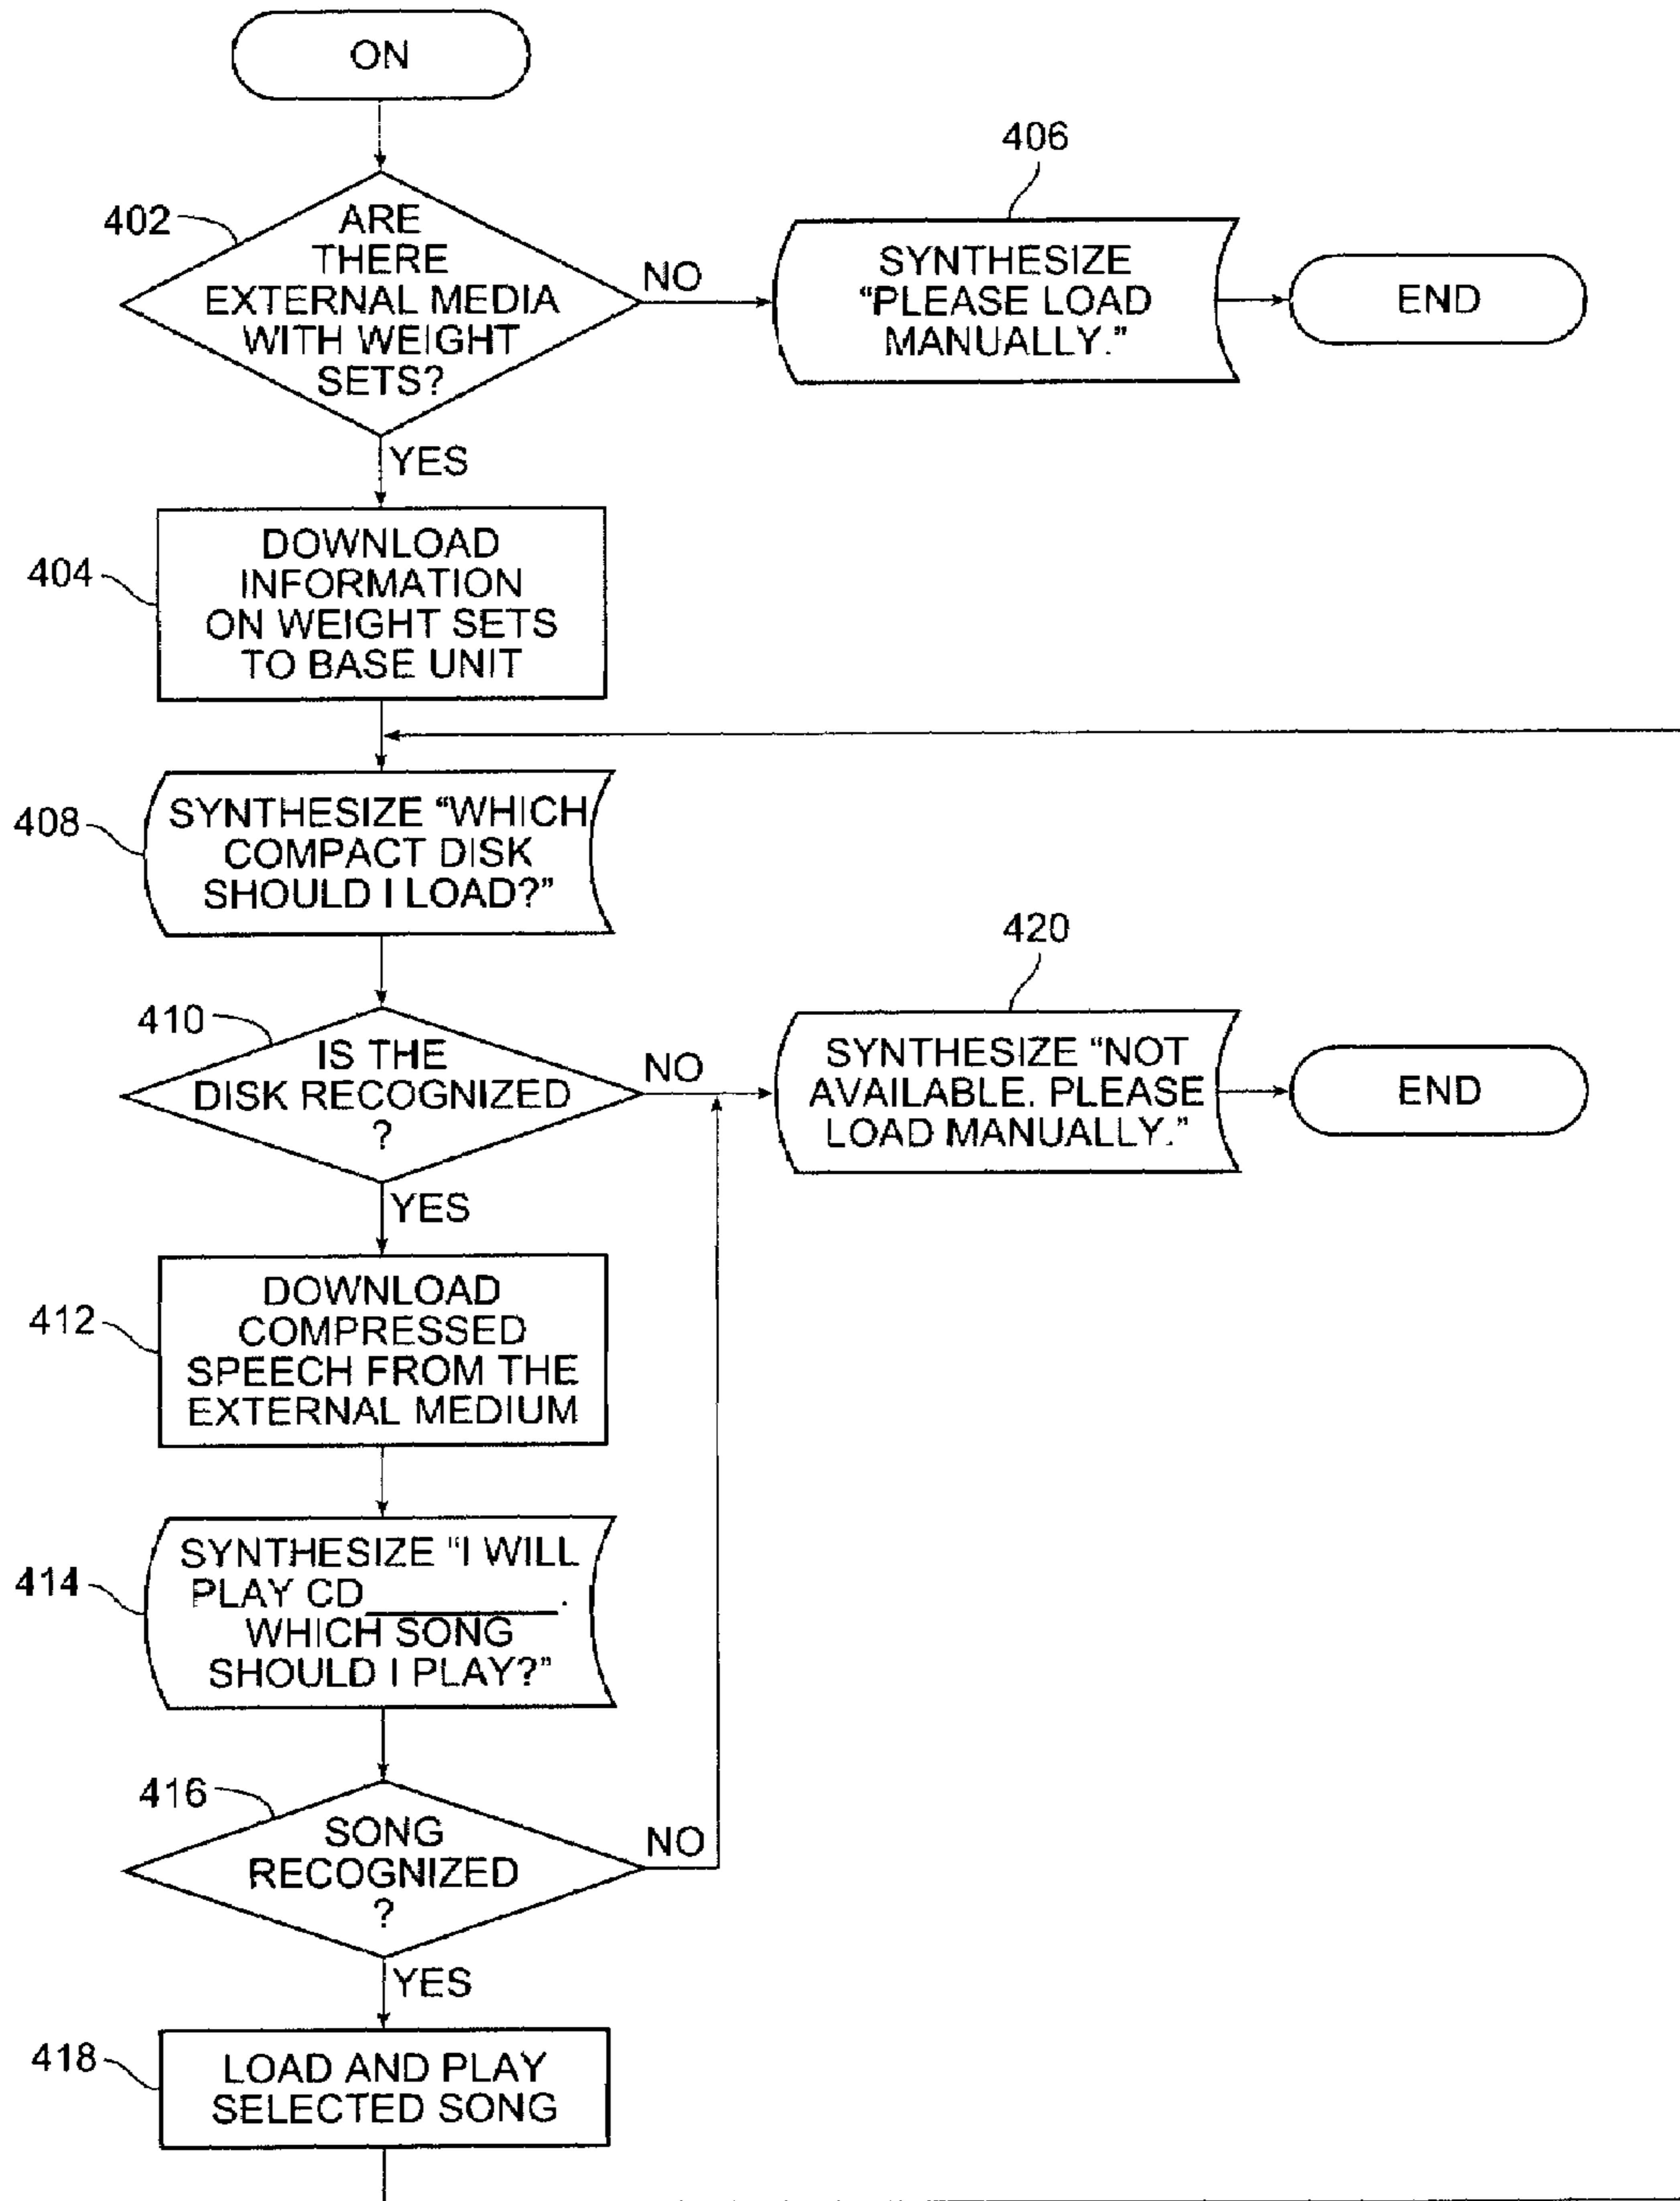 ON
406
402
ARE
THERE
EXTERNAL MEDIA
WITH WEIGHT
SETS?
NO
SYNTHESIZE
“PLEASE LOAD
MANUALLY.”
END
YES
404
DOWNLOAD
INFORMATION
ON WEIGHT SETS
TO BASE UNIT
408
SYNTHESIZE “WHICH
COMPACT DISK
SHOULD I LOAD?”
420
410
IS THE
DISK RECOGNIZED
?
NO
SYNTHESIZE “NOT
AVAILABLE. PLEASE
LOAD MANUALLY.”
END
YES
412
DOWNLOAD
COMPRESSED
SPEECH FROM THE
EXTERNAL MEDIUM
414
SYNTHESIZE “I WILL
PLAY CD__________.
WHICH SONG
SHOULD I PLAY?”
416
SONG
RECOGNIZED
?
NO
YES
418
LOAD AND PLAY
SELECTED SONG